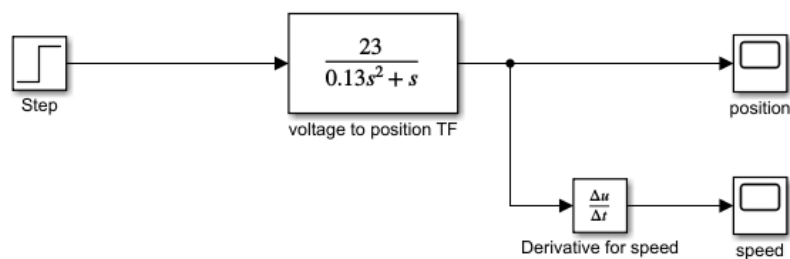 Step
23
0.13s² + s
voltage to position TF
position
Δu
Δt
Derivative for speed
speed